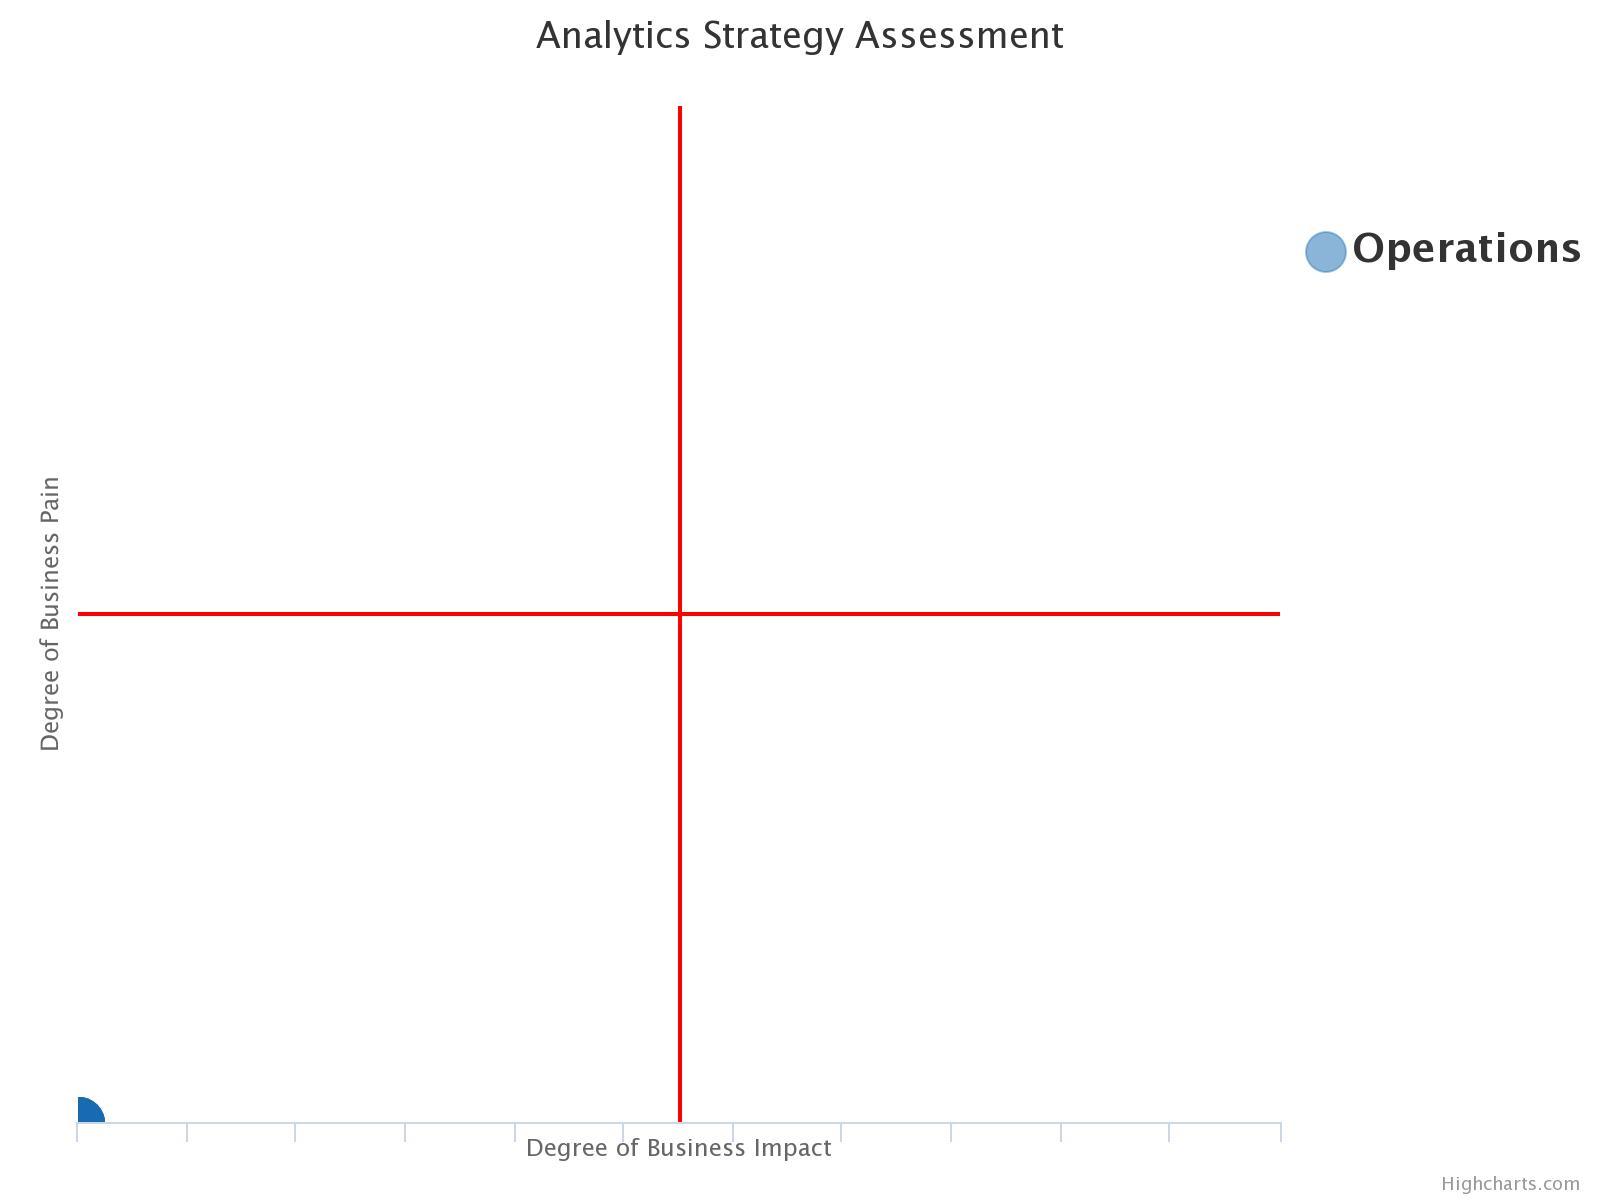 Analytics Strategy Assessment
Operations
Degree of Business Pain
Degree of Business Impact
Highcharts.com